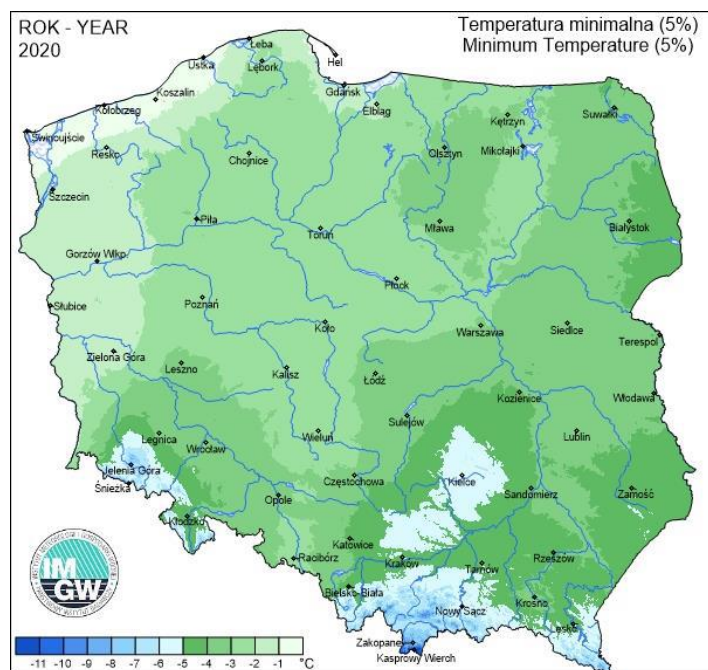 ROK - YEAR
2020
Temperatura minimalna (5%)
Minimum Temperature (5%)
Łeba
Hel
Ustka
Lębork
Gdańsk
Koszalin
Elbląg
Kołobrzeg
Kętrzyn
Suwałki
Świnoujście
Resko
Chojnice
Olsztyn
Mikołajki
Szczecin
Piła
Toruń
Mława
Białystok
Gorzów Wlkp.
Płock
Słubice
Poznań
Koło
Warszawa
Siedlce
Terespol
Zielona Góra
Leszno
Kalisz
Łódź
Kozienice
Włodawa
Sulejów
Legnica
Wrocław
Wieluń
Lublin
Jelenia Góra
Śnieżka
Częstochowa
Kielce
Opole
Sandomierz
Zamość
Kłodzko
Katowice
Racibórz
Kraków
Tarnów
Rzeszów
Bielsko-Biała
Nowy Sącz
Krosno
Lesko
Zakopane
Kasprowy Wierch
IM
GW
-11 -10 -9 -8 -7 -6 -5 -4 -3 -2 -1 °C